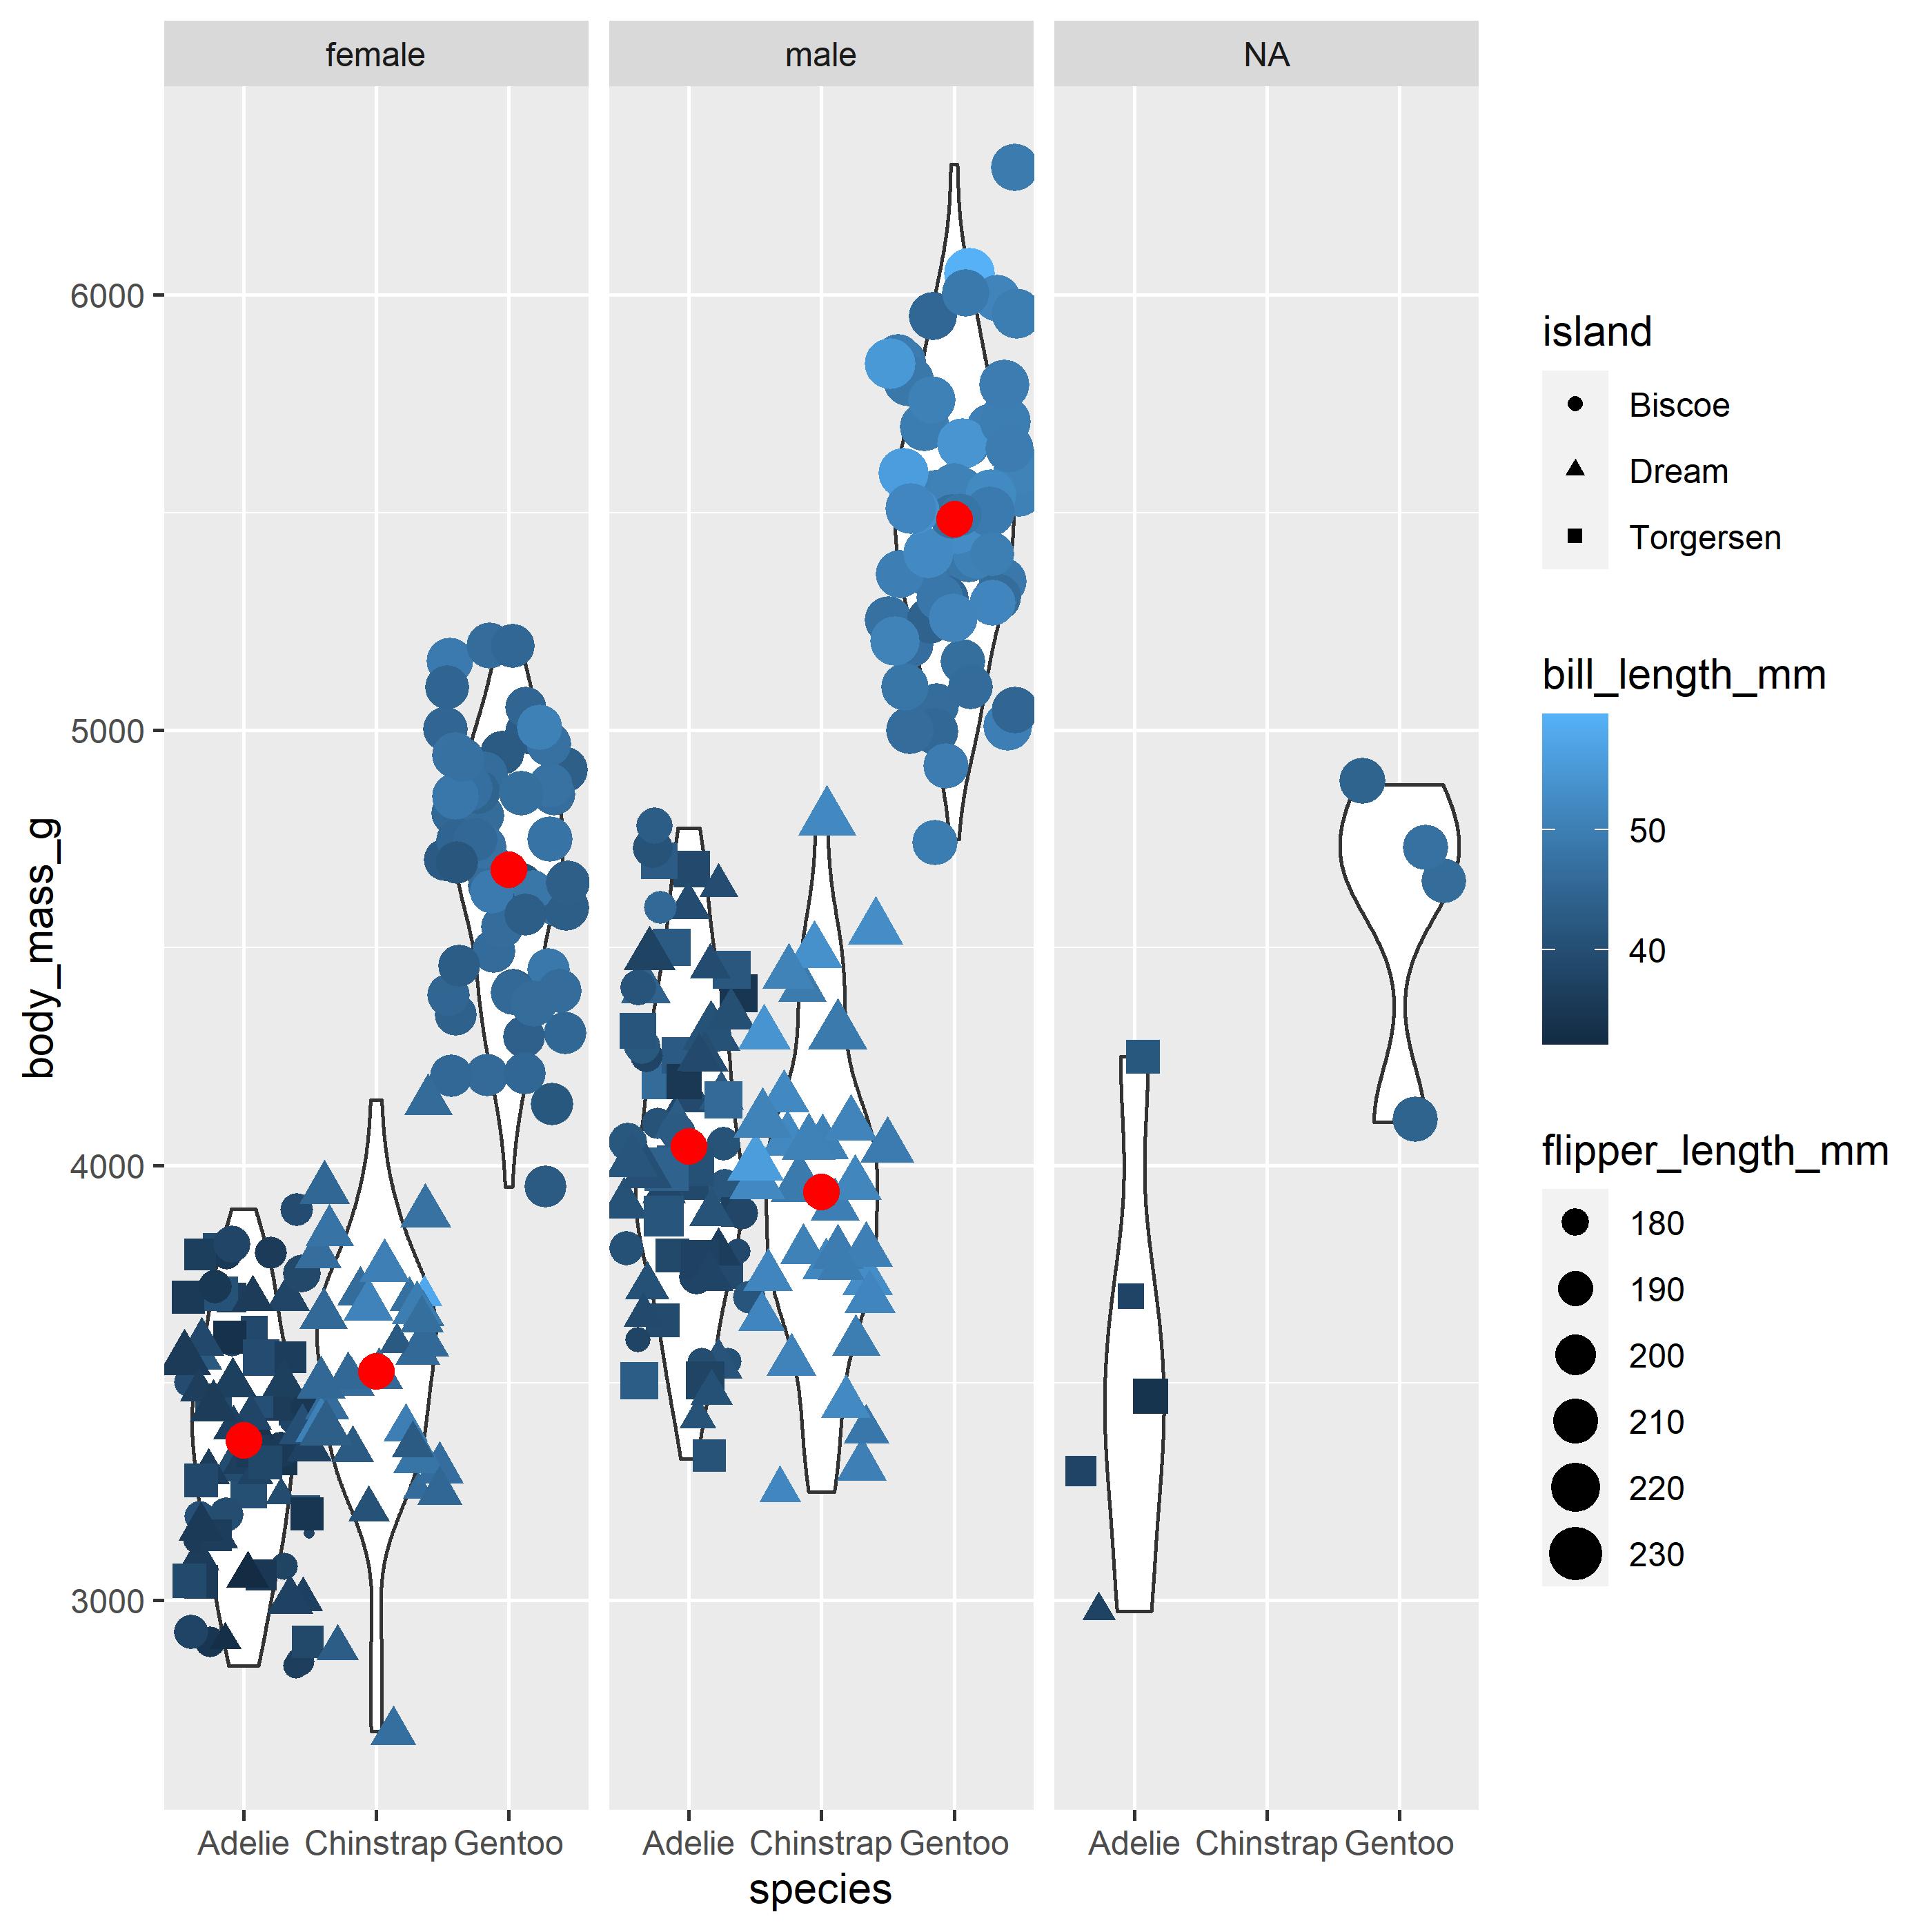 female male NA
6000
5000
4000
3000
body_mass_g
Adelie Chinstrap Gentoo Adelie Chinstrap Gentoo Adelie Chinstrap Gentoo
species
island
Biscoe
Dream
Torgersen
bill_length_mm
50
40
flipper_length_mm
180
190
200
210
220
230